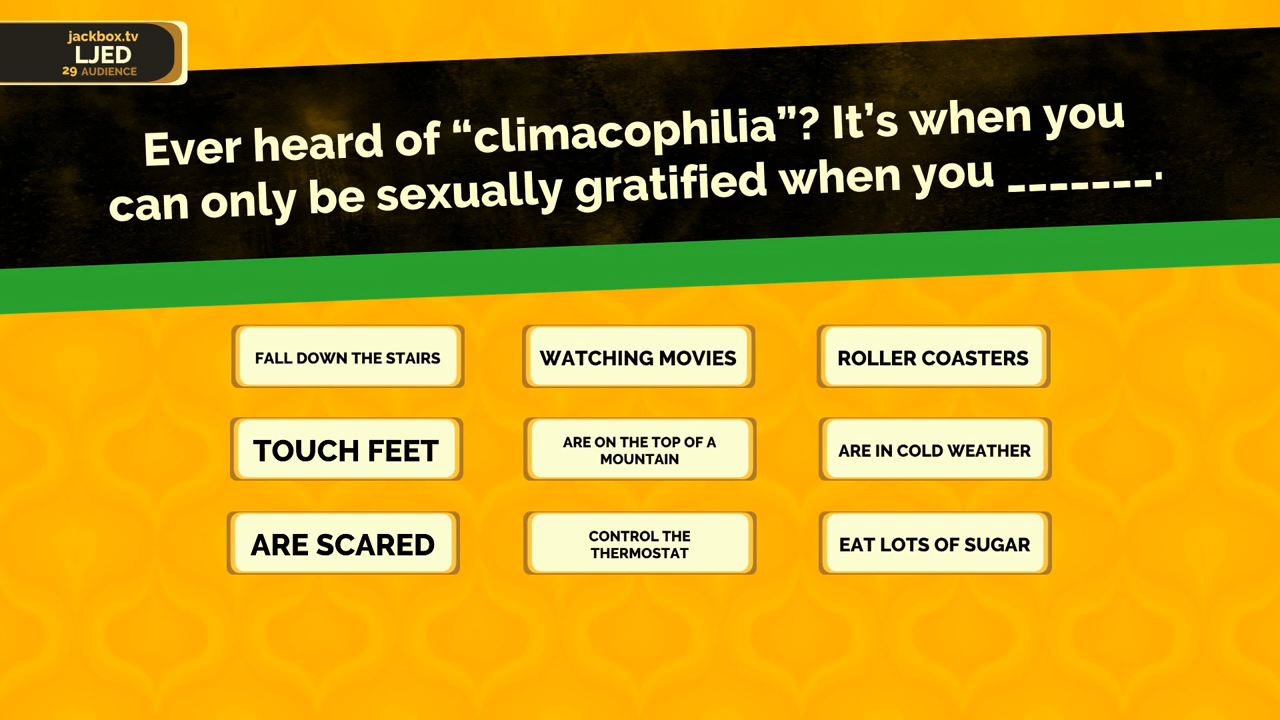 jackbox.tv
LJED
29 AUDIENCE
Ever heard of “climacophilia”? It’s when you
can only be sexually gratified when you _______.
FALL DOWN THE STAIRS
WATCHING MOVIES
ROLLER COASTERS
TOUCH FEET
ARE ON THE TOP OF A
MOUNTAIN
ARE IN COLD WEATHER
ARE SCARED
CONTROL THE
THERMOSTAT
EAT LOTS OF SUGAR